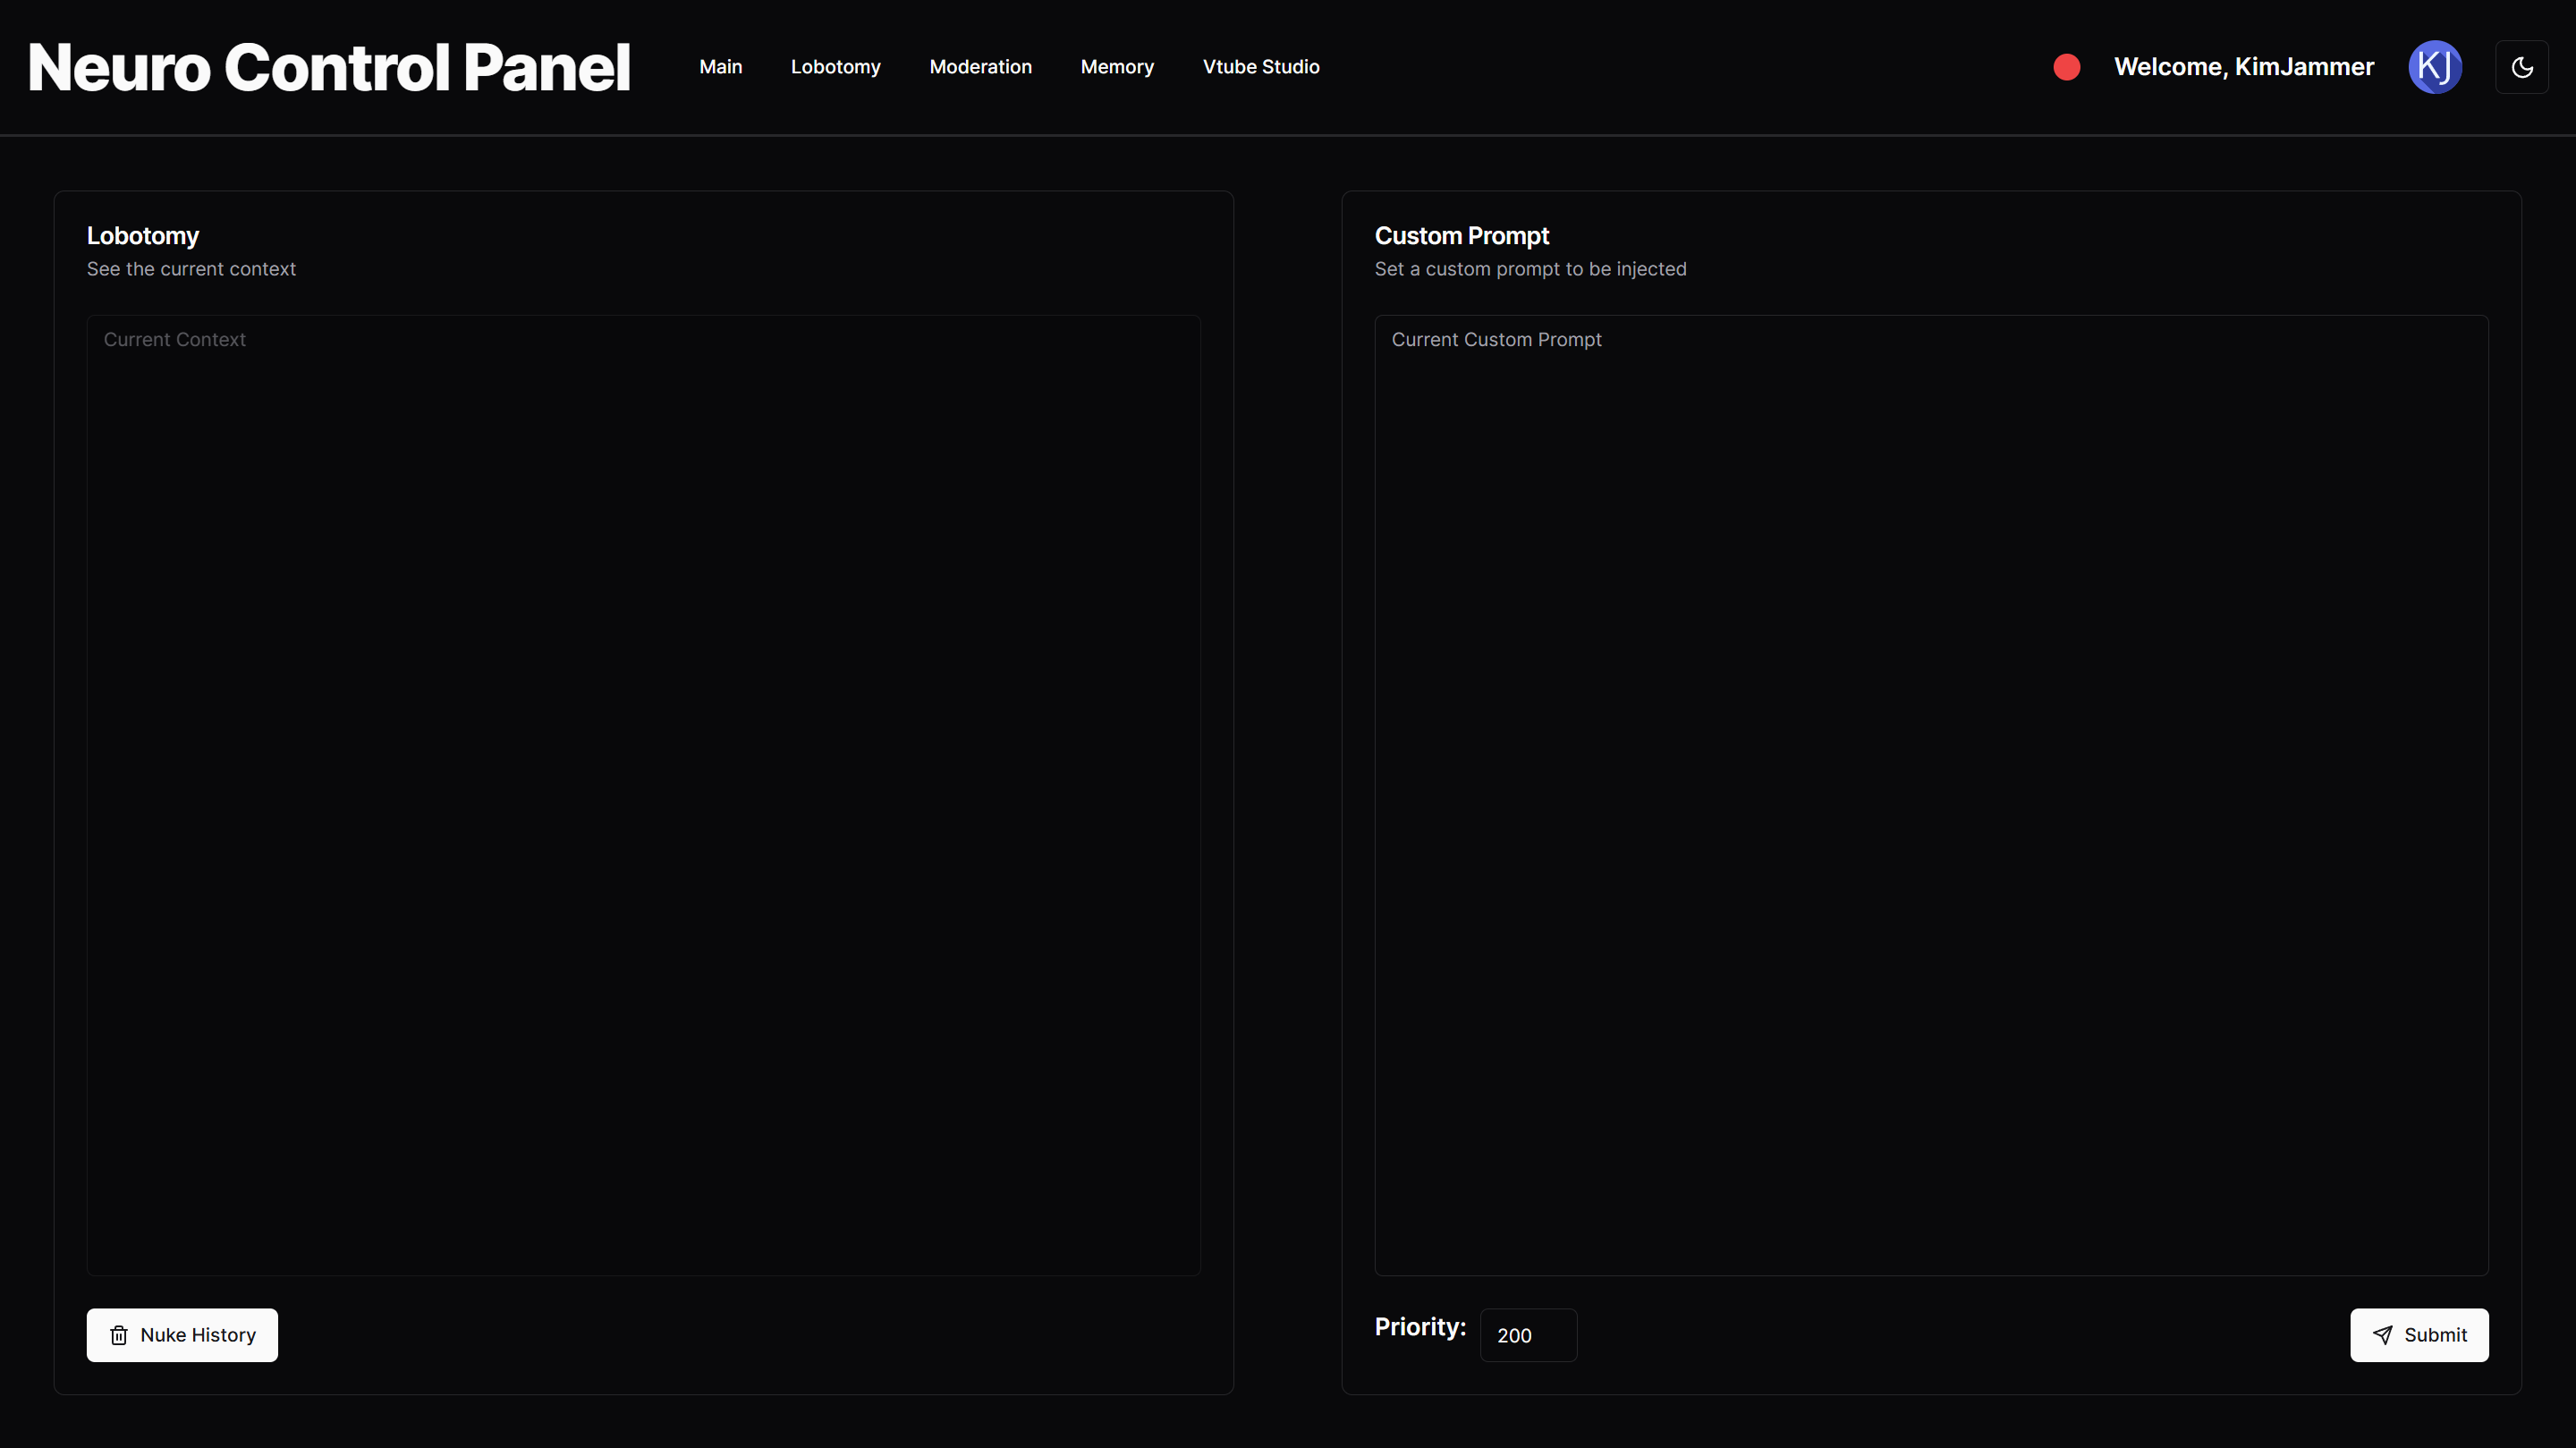 Neuro Control Panel
Main
Lobotomy
Moderation
Memory
Vtube Studio
Welcome, KimJammer
KJ
Lobotomy
See the current context
Current Context
Nuke History
Custom Prompt
Set a custom prompt to be injected
Current Custom Prompt
Priority:
200
Submit